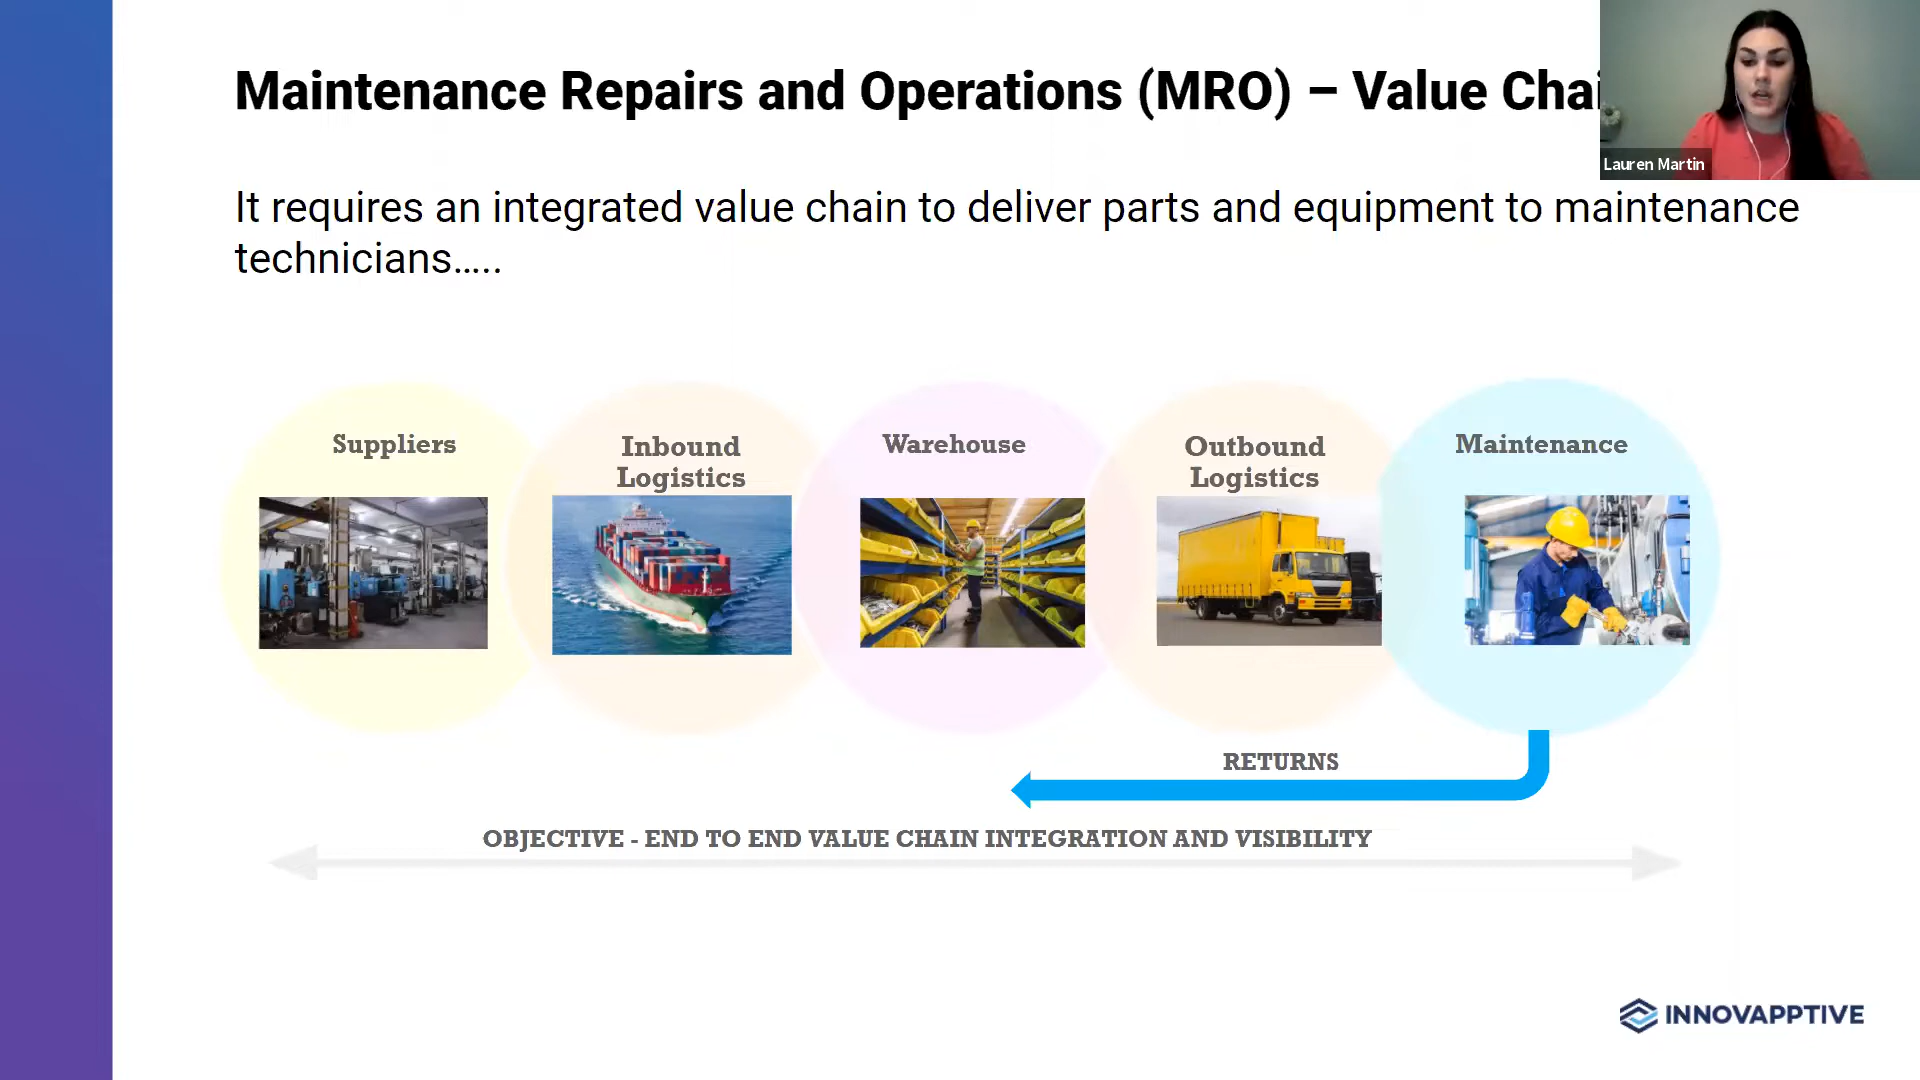 Maintenance Repairs and Operations (MRO) – Value Chai
Lauren Martin
It requires an integrated value chain to deliver parts and equipment to maintenance
technicians.....
Suppliers
Inbound
Logistics
Warehouse
Outbound
Logistics
Maintenance
RETURNS
OBJECTIVE - END TO END VALUE CHAIN INTEGRATION AND VISIBILITY
INNOVAPPTIVE